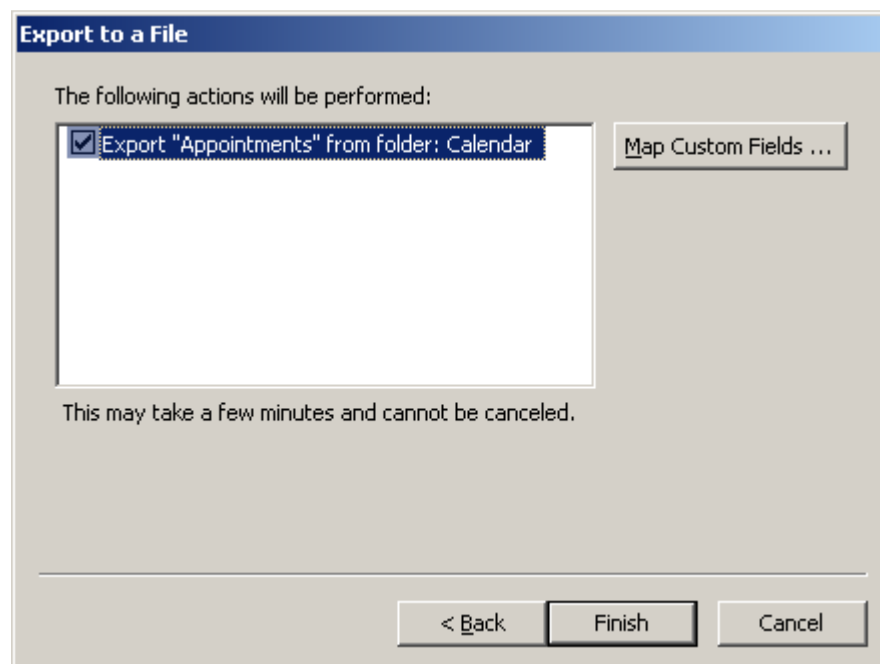 Export to a File
The following actions will be performed:
Export "Appointments" from folder: Calendar
Map Custom Fields ...
This may take a few minutes and cannot be canceled.
< Back
Finish
Cancel